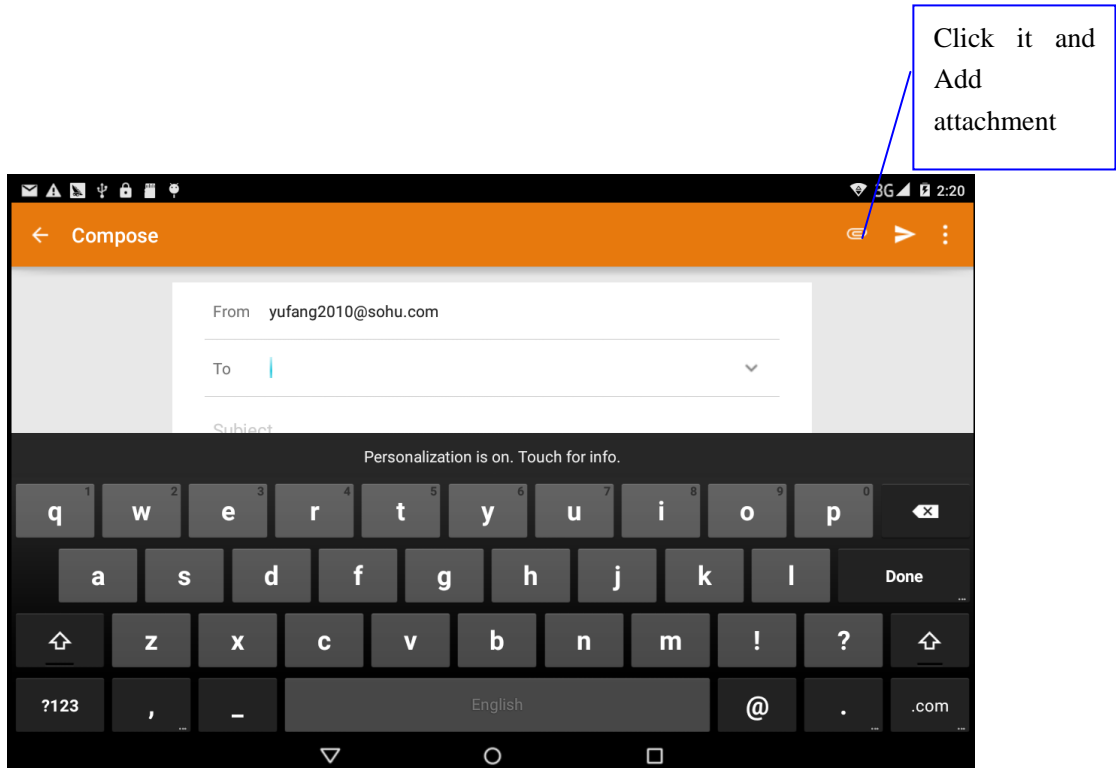 Click it and
Add
attachment
3G 2:20
Compose
From yufang2010@sohu.com
To
Subject
Personalization is on. Touch for info.
1 2 3 4 5 6 7 8 9 0
q w e r t y u i o p
a s d f g h j k l Done
z x c v b n m ! ?
?123 , _ English @ . .com